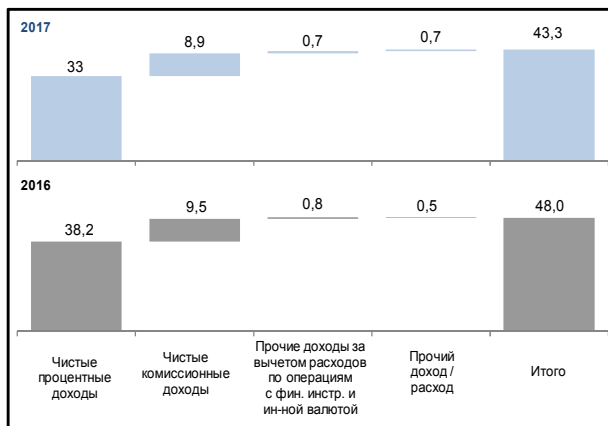 2017
33
8,9
0,7
0,7
43,3
2016
38,2
9,5
0,8
0,5
48,0
Чистые
процентные
доходы
Чистые
комиссионные
доходы
Прочие доходы за
вычетом расходов
по операциям
с фин. инстр. и
ин-ной валютой
Прочий
доход /
расход
Итого